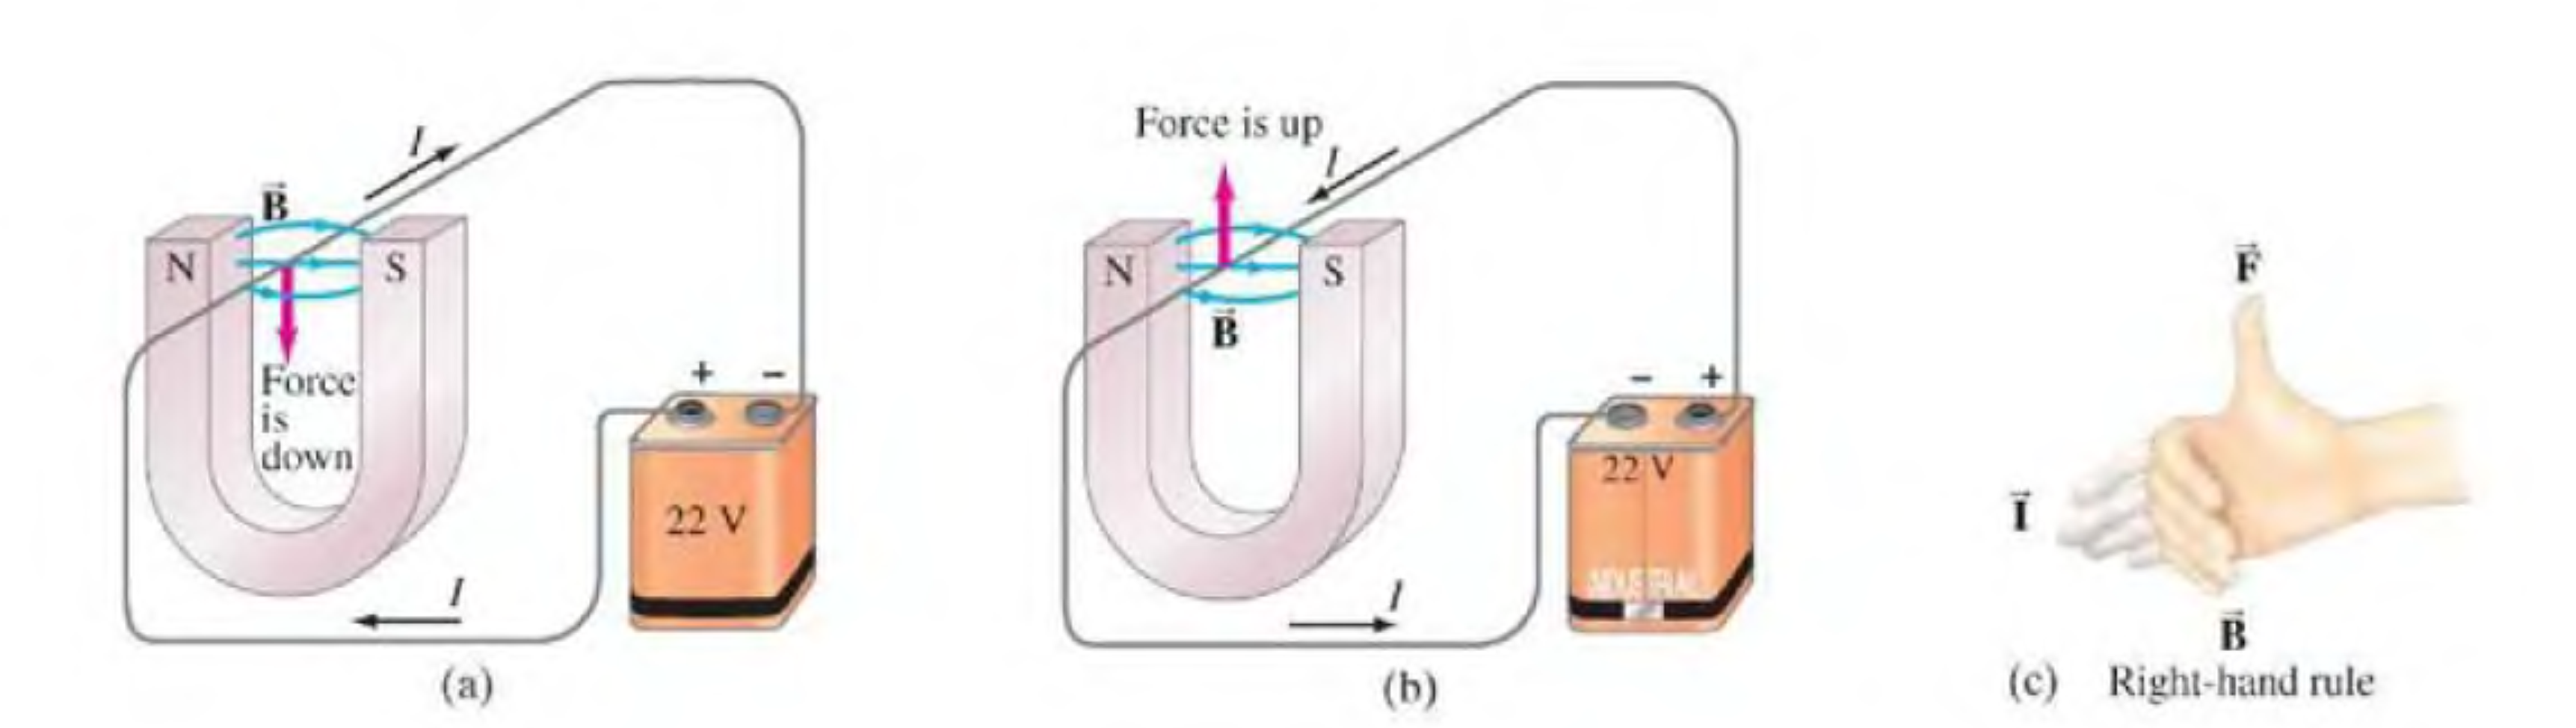 I
B
N
S
Force
is
down
+ −
22 V
I
(a)
Force is up
I
N
S
B
− +
22 V
I
(b)
F
I
B
(c) Right-hand rule